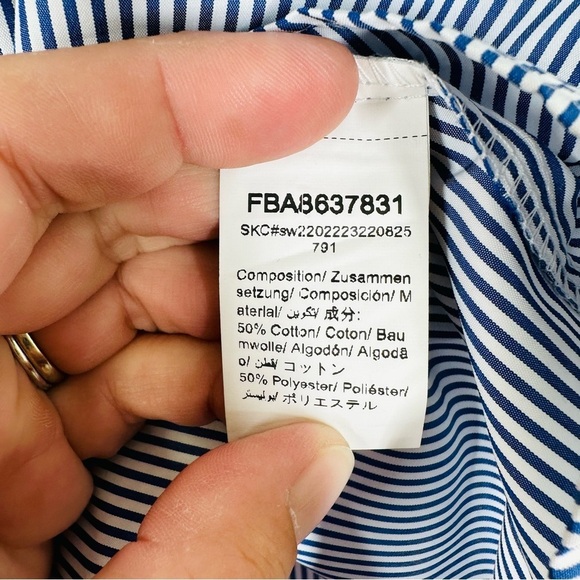 FBA8637831
SKC#sw2202223220825
791
Composition/ Zusammen
setzung/ Composición/ M
aterial/ تكوين/ 成分:
50% Cotton/ Coton/ Bau
mwolle/ Algodón/ Algodã
o/ قطن/ コットン
50% Polyester/ Poliéster/
بوليستر/ ポリエステル